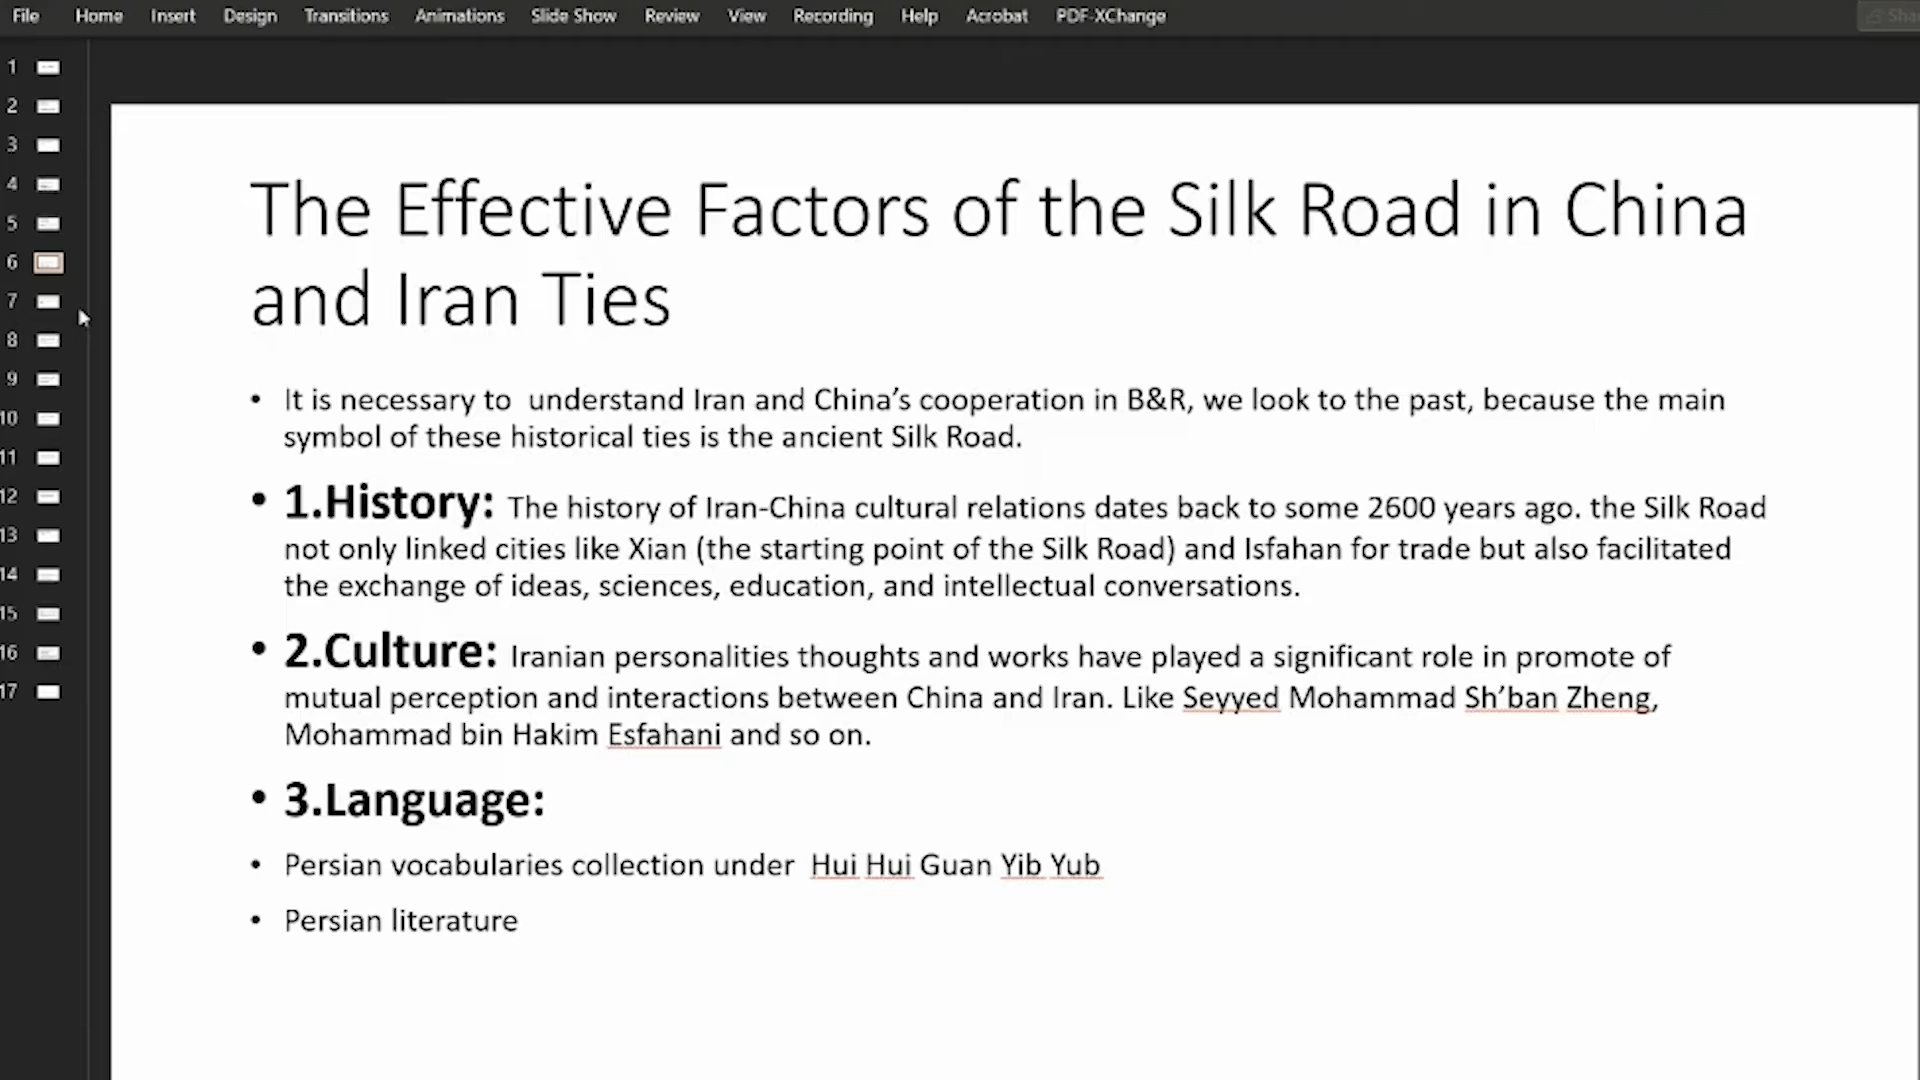 File Home Insert Design Transitions Animations Slide Show Review View Recording Help Acrobat PDF-XChange
1
2
3
4
5
6
7
8
9
10
11
12
13
14
15
16
17
The Effective Factors of the Silk Road in China
and Iran Ties
• It is necessary to understand Iran and China’s cooperation in B&R, we look to the past, because the main
symbol of these historical ties is the ancient Silk Road.
• 1.History: The history of Iran-China cultural relations dates back to some 2600 years ago. the Silk Road
not only linked cities like Xian (the starting point of the Silk Road) and Isfahan for trade but also facilitated
the exchange of ideas, sciences, education, and intellectual conversations.
• 2.Culture: Iranian personalities thoughts and works have played a significant role in promote of
mutual perception and interactions between China and Iran. Like Seyyed Mohammad Sh’ban Zheng,
Mohammad bin Hakim Esfahani and so on.
• 3.Language:
• Persian vocabularies collection under Hui Hui Guan Yib Yub
• Persian literature